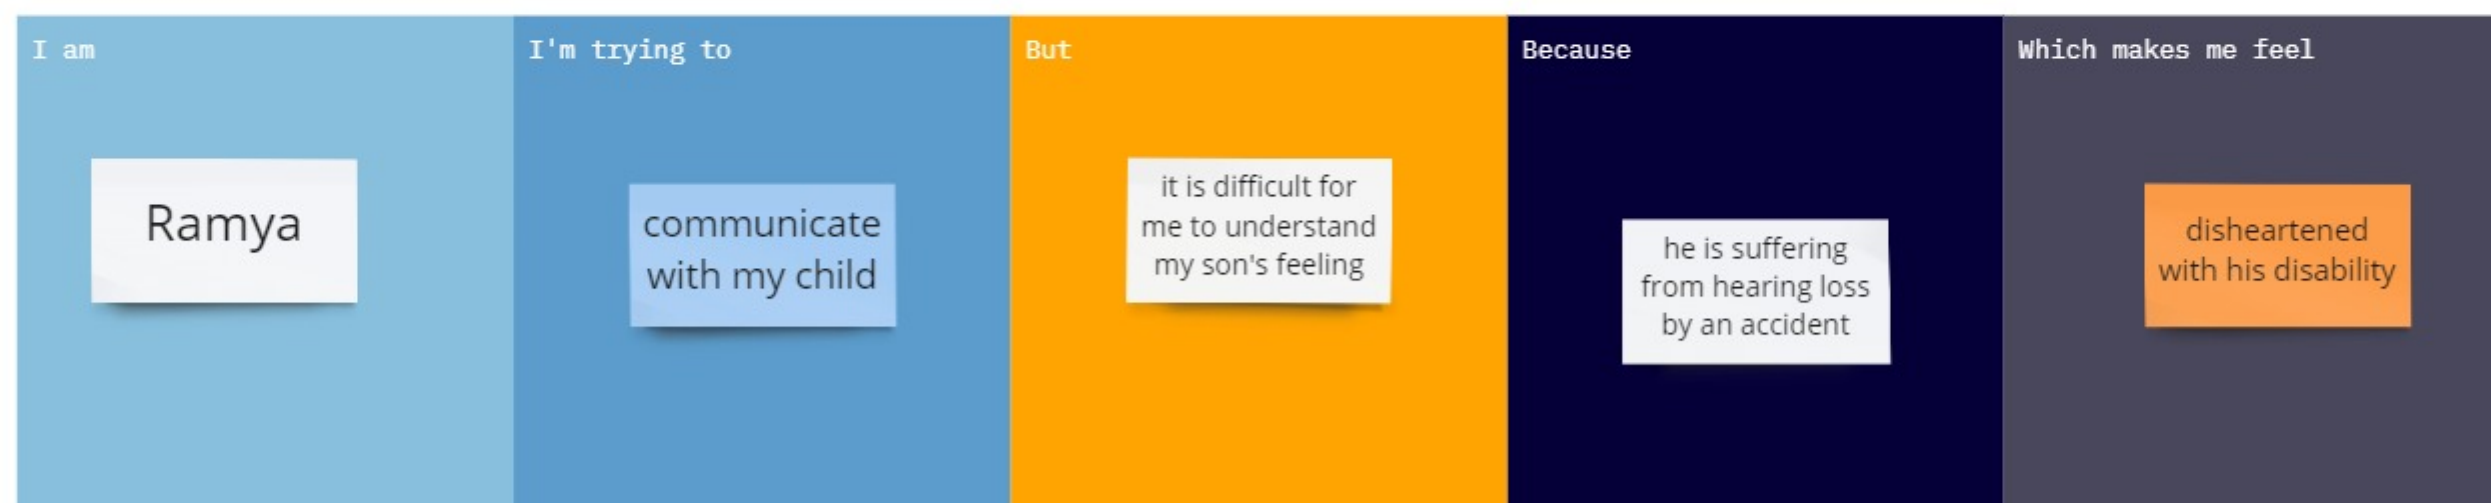 I am
Ramya
I'm trying to
communicate
with my child
But
it is difficult for
me to understand
my son's feeling
Because
he is suffering
from hearing loss
by an accident
Which makes me feel
disheartened
with his disability